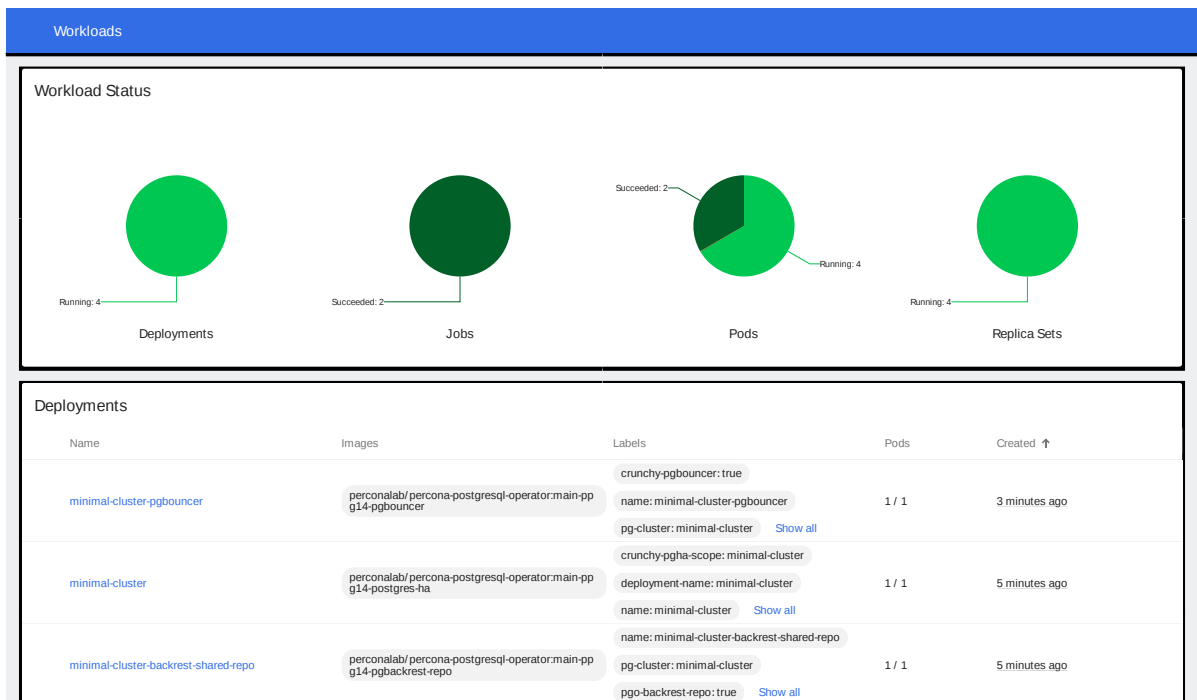 Workloads
Workload Status
Succeeded: 2
Running: 4
Running: 4
Succeeded: 2
Running: 4
Deployments
Jobs
Pods
Replica Sets
Deployments
Name Images Labels Pods Created
crunchy-pgbouncer: true
minimal-cluster-pgbouncer
perconalab/percona-postgresql-operator:main-pp
g14-pgbouncer
name: minimal-cluster-pgbouncer
1 / 1
3 minutes ago
pg-cluster: minimal-cluster Show all
crunchy-pgha-scope: minimal-cluster
minimal-cluster
perconalab/percona-postgresql-operator:main-pp
g14-postgres-ha
deployment-name: minimal-cluster
1 / 1
5 minutes ago
name: minimal-cluster Show all
name: minimal-cluster-backrest-shared-repo
minimal-cluster-backrest-shared-repo
perconalab/percona-postgresql-operator:main-pp
g14-pgbackrest-repo
pg-cluster: minimal-cluster
1 / 1
5 minutes ago
pgo-backrest-repo: true Show all